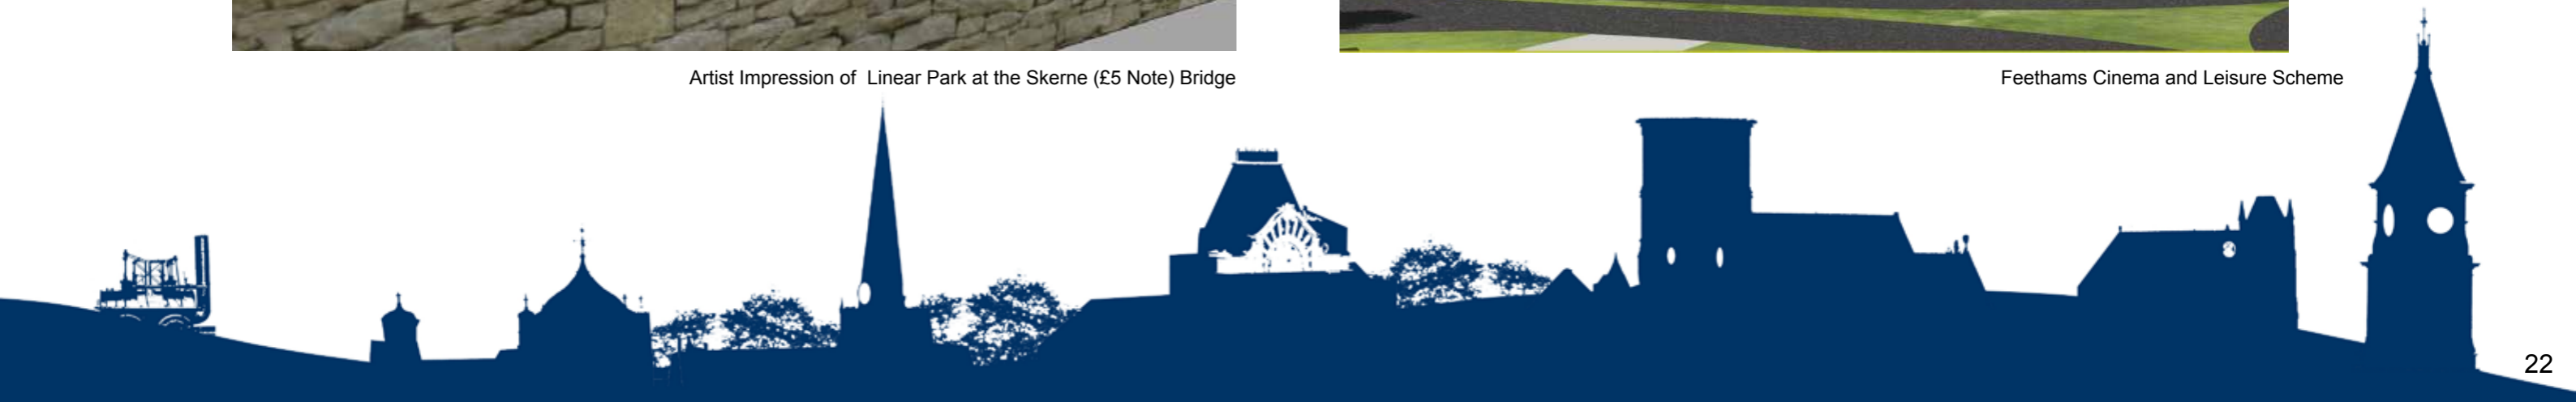 Artist Impression of  Linear Park at the Skerne (£5 Note) Bridge
Feethams Cinema and Leisure Scheme
22